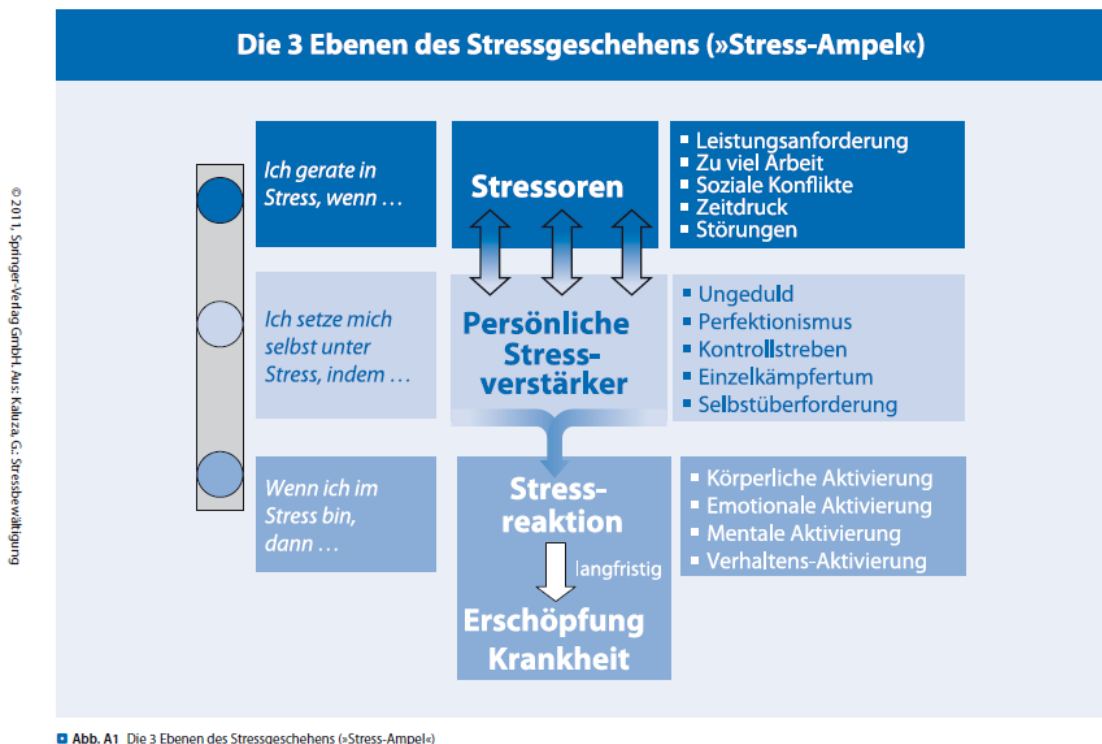 Die 3 Ebenen des Stressgeschehens (»Stress-Ampel«)
Ich gerate in
Stress, wenn …
Stressoren
▪ Leistungsanforderung
▪ Zu viel Arbeit
▪ Soziale Konflikte
▪ Zeitdruck
▪ Störungen
Ich setze mich
selbst unter
Stress, indem …
Persönliche
Stress-
verstärker
▪ Ungeduld
▪ Perfektionismus
▪ Kontrollstreben
▪ Einzelkämpfertum
▪ Selbstüberforderung
Wenn ich im
Stress bin,
dann …
Stress-
reaktion
langfristig
Erschöpfung
Krankheit
▪ Körperliche Aktivierung
▪ Emotionale Aktivierung
▪ Mentale Aktivierung
▪ Verhaltens-Aktivierung
© 2011, Springer-Verlag GmbH. Aus: Kaluza, G.: Stressbewältigung
Abb. A1 Die 3 Ebenen des Stressgeschehens (»Stress-Ampel«)